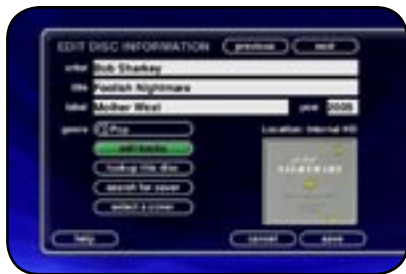 EDIT DISC INFORMATION previous next
artist Bob Sharkey
title Foolish Nightmare
label Mother West year 2005
genre Pop
Location: Internal HD
edit tracks
lookup this disc
search for cover
select a cover
NIGHTMARE
help cancel save